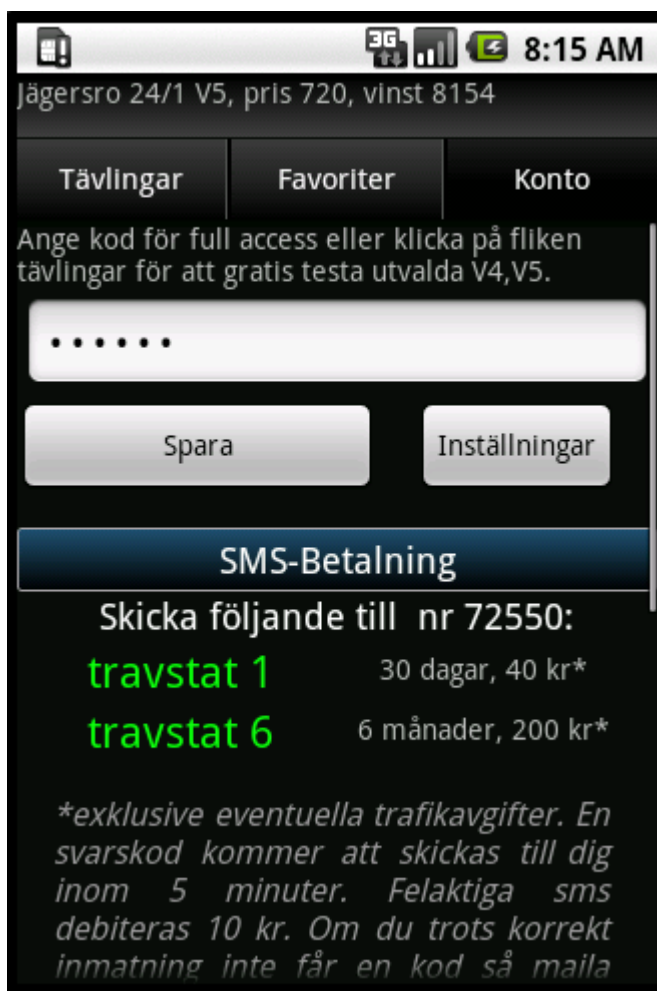 3G 8:15 AM
Jägersro 24/1 V5, pris 720, vinst 8154
Tävlingar Favoriter Konto
Ange kod för full access eller klicka på fliken
tävlingar för att gratis testa utvalda V4,V5.
••••••
Spara Inställningar
SMS-Betalning
Skicka följande till nr 72550:
travstat 1 30 dagar, 40 kr*
travstat 6 6 månader, 200 kr*
*exklusive eventuella trafikavgifter. En
svarskod kommer att skickas till dig
inom 5 minuter. Felaktiga sms
debiteras 10 kr. Om du trots korrekt
inmatning inte får en kod så maila